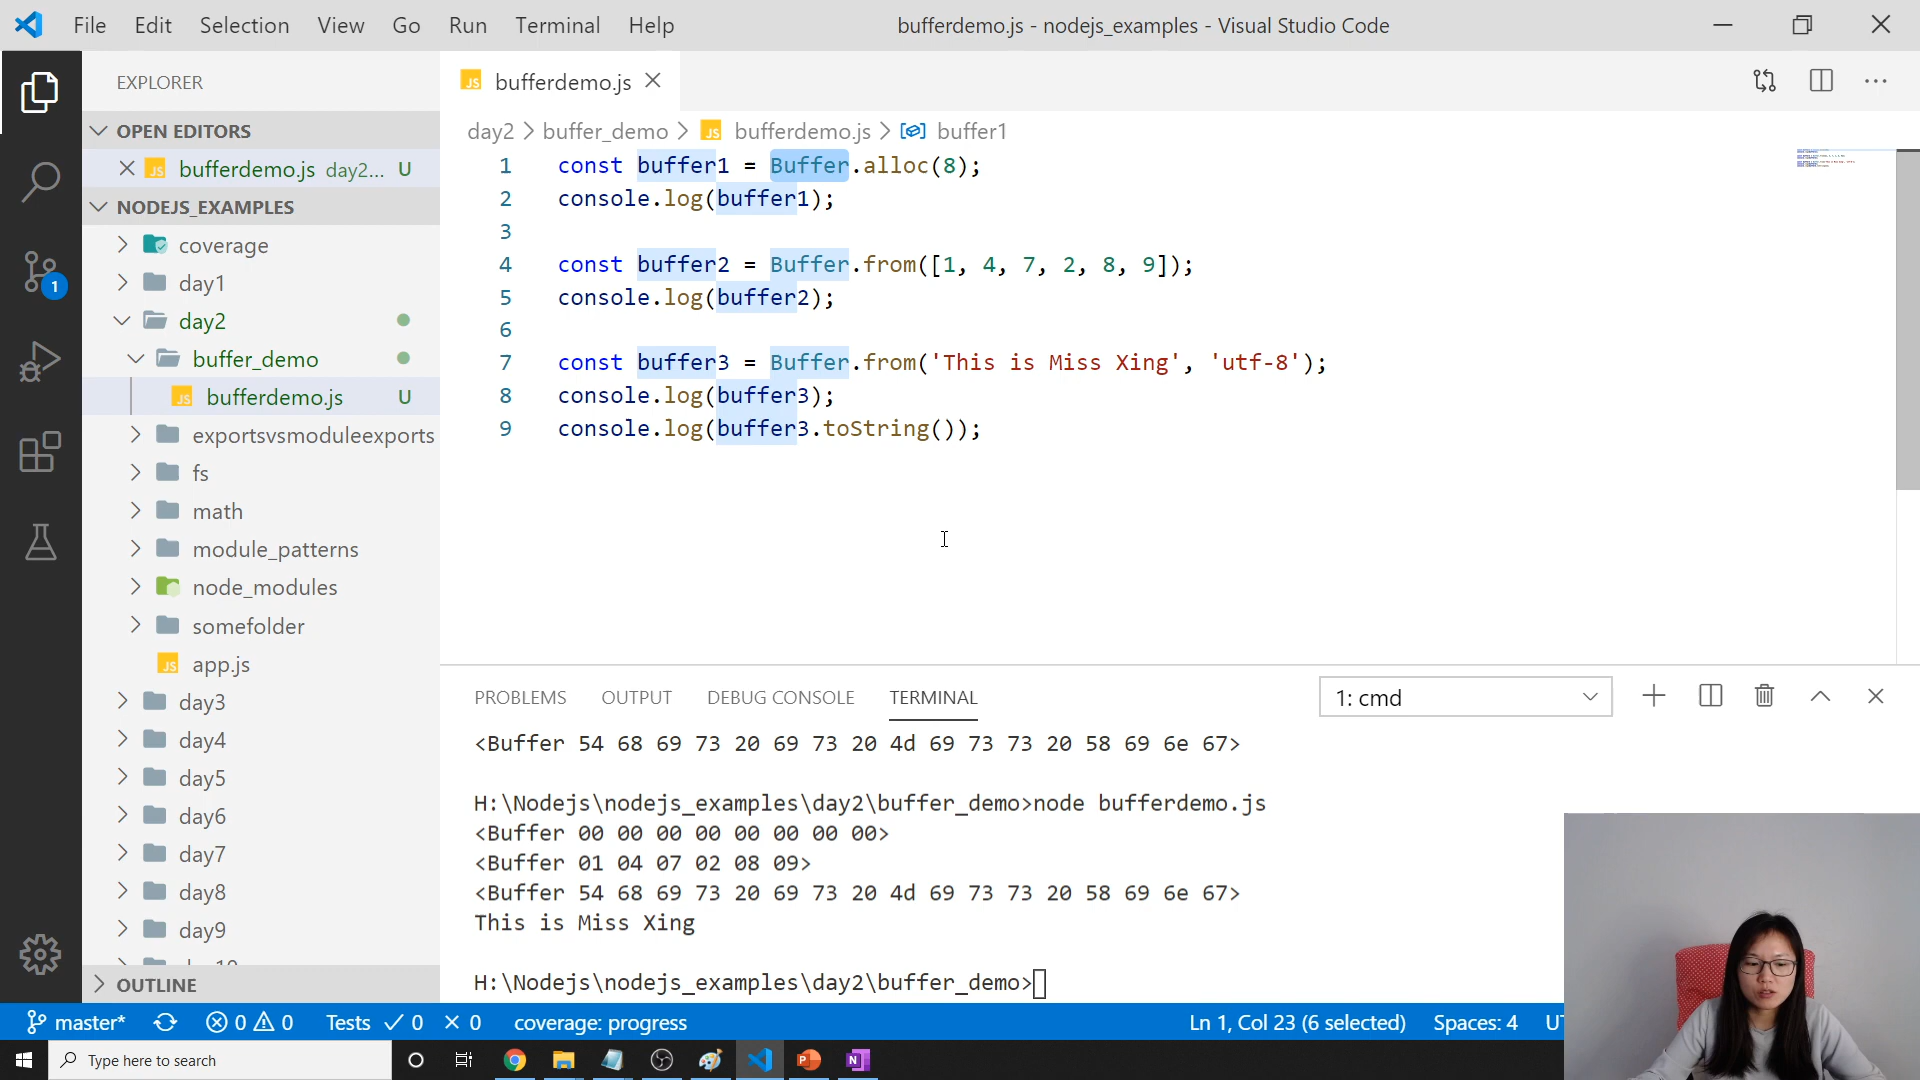 File Edit Selection View Go Run Terminal Help
bufferdemo.js - nodejs_examples - Visual Studio Code
EXPLORER
OPEN EDITORS
bufferdemo.js day2... U
NODEJS_EXAMPLES
coverage
day1
day2
buffer_demo
bufferdemo.js U
exportsvsmoduleexports
fs
math
module_patterns
node_modules
somefolder
app.js
day3
day4
day5
day6
day7
day8
day9
OUTLINE
1
bufferdemo.js
day2 > buffer_demo > bufferdemo.js > buffer1
1 const buffer1 = Buffer.alloc(8);
2 console.log(buffer1);
3
4 const buffer2 = Buffer.from([1, 4, 7, 2, 8, 9]);
5 console.log(buffer2);
6
7 const buffer3 = Buffer.from('This is Miss Xing', 'utf-8');
8 console.log(buffer3);
9 console.log(buffer3.toString());
PROBLEMS OUTPUT DEBUG CONSOLE TERMINAL
1: cmd
<Buffer 54 68 69 73 20 69 73 20 4d 69 73 73 20 58 69 6e 67>
H:\Nodejs\nodejs_examples\day2\buffer_demo>node bufferdemo.js
<Buffer 00 00 00 00 00 00 00 00>
<Buffer 01 04 07 02 08 09>
<Buffer 54 68 69 73 20 69 73 20 4d 69 73 73 20 58 69 6e 67>
This is Miss Xing
H:\Nodejs\nodejs_examples\day2\buffer_demo>
master* 0 0 Tests 0 0 coverage: progress
Ln 1, Col 23 (6 selected) Spaces: 4
Type here to search